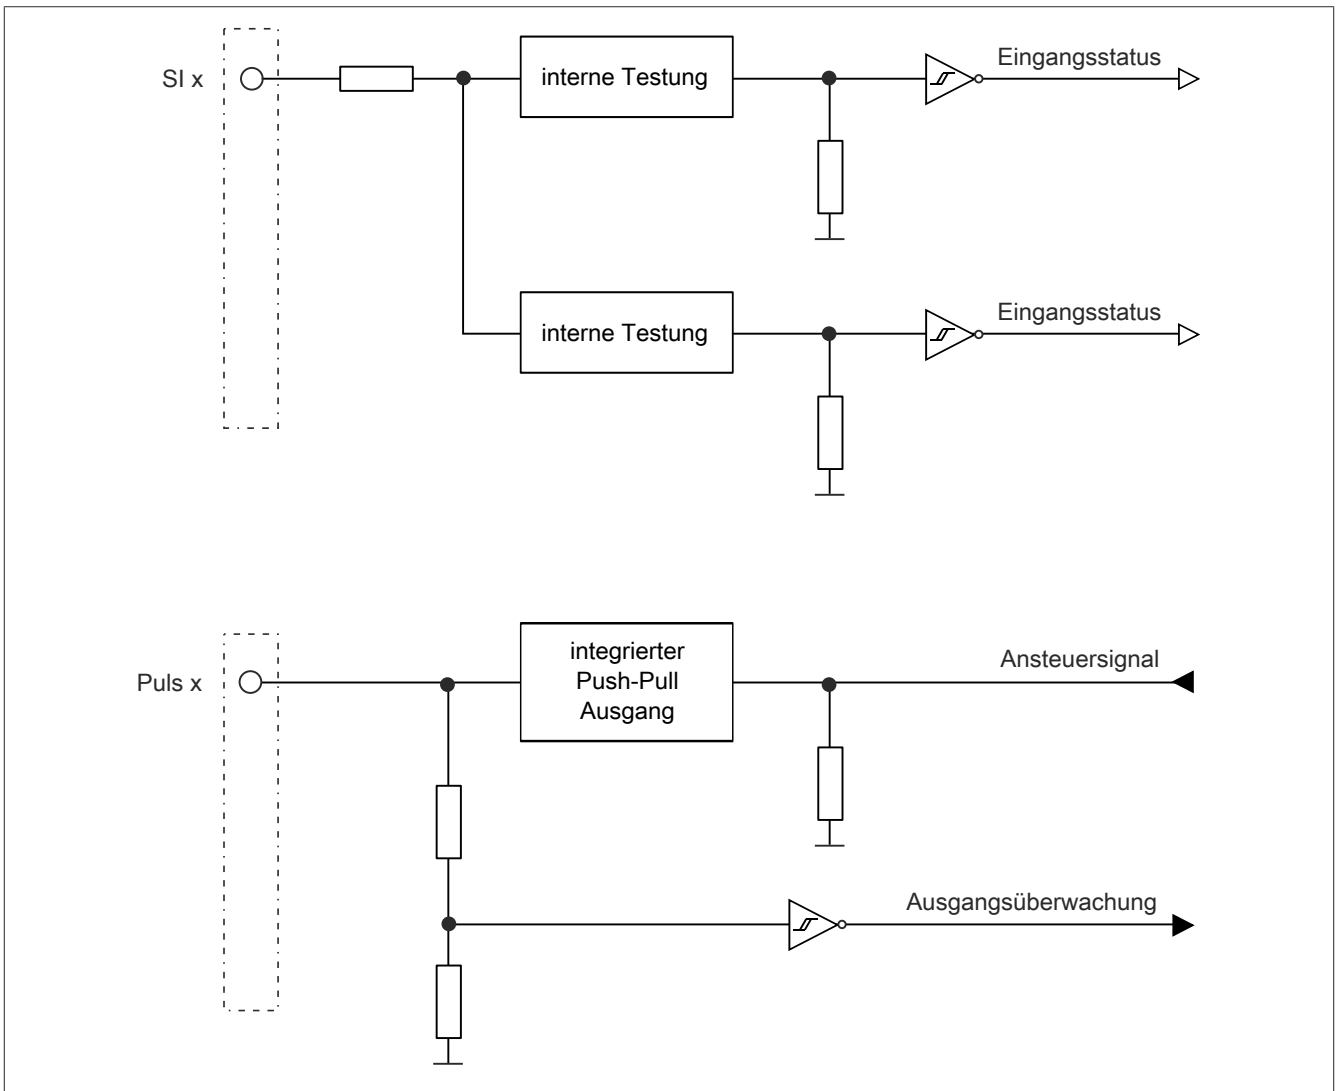 SI x
interne Testung
Eingangsstatus
interne Testung
Eingangsstatus
Puls x
integrierter
Push-Pull
Ausgang
Ansteuersignal
Ausgangsüberwachung